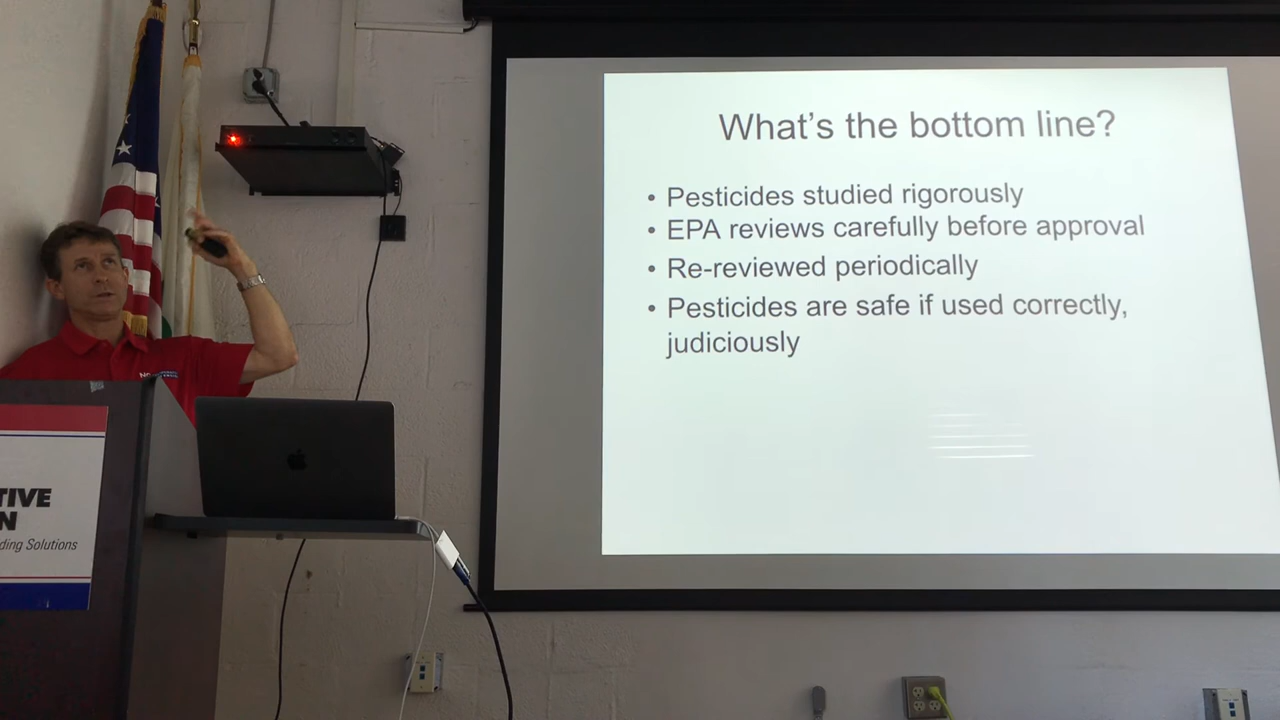 What's the bottom line?
• Pesticides studied rigorously
• EPA reviews carefully before approval
• Re-reviewed periodically
• Pesticides are safe if used correctly,
judiciously
TIVE
N
ding Solutions